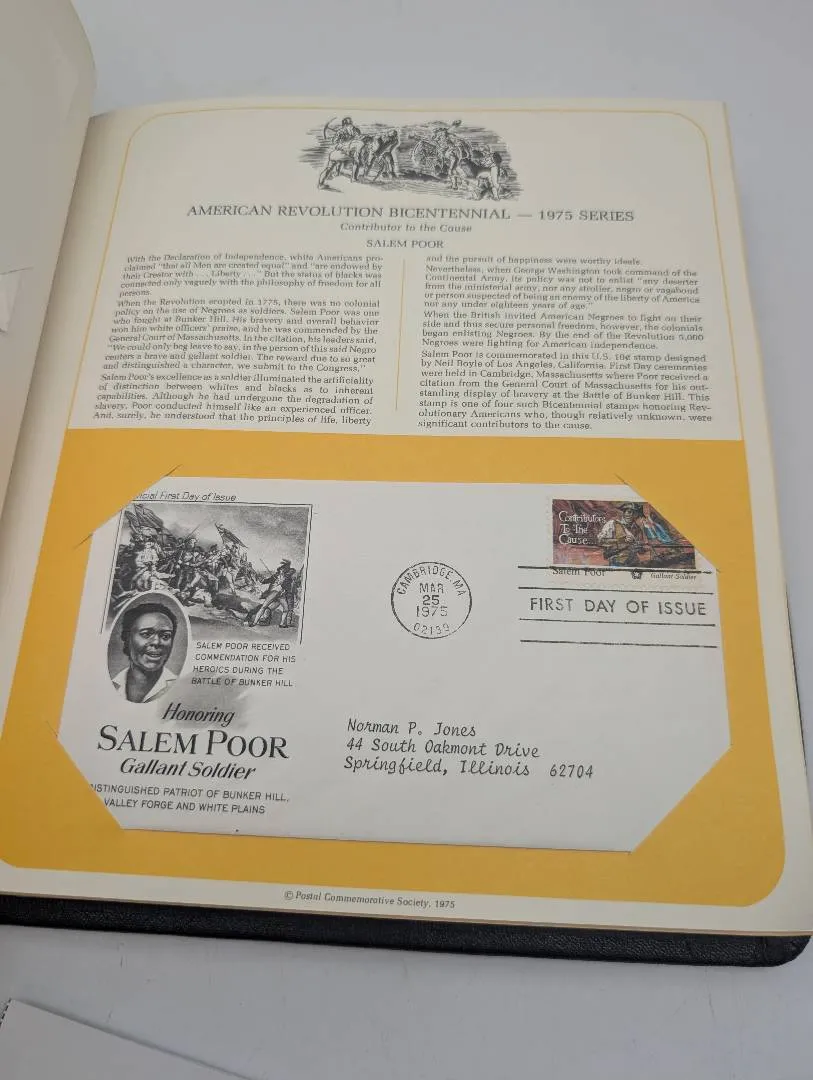 AMERICAN REVOLUTION BICENTENNIAL — 1975 SERIES
Contributor to the Cause
SALEM POOR
With the Declaration of Independence, white Americans pro-
claimed "that all Men are created equal" and "are endowed by
their Creator with . . . Liberty . . ." But the status of blacks was
connected only vaguely with the philosophy of freedom for all
persons.
When the Revolution erupted in 1775, there was no colonial
policy on the use of Negroes as soldiers. Salem Poor was one
who fought at Bunker Hill. His bravery and overall behavior
won him white officers' praise, and he was commended by the
General Court of Massachusetts. In the citation, his leaders said,
"We could only beg leave to say, in the person of this said Negro
centers a brave and gallant soldier. The reward due to so great
and distinguished a character, we submit to the Congress."
Salem Poor's excellence as a soldier illuminated the artificiality
of distinction between whites and blacks as to inherent
capabilities. Although he had undergone the degradation of
slavery, Poor conducted himself like an experienced officer.
And, surely, he understood that the principles of life, liberty
and the pursuit of happiness were worthy ideals.
Nevertheless, when George Washington took command of the
Continental Army, its policy was not to enlist "any deserter
from the ministerial army, nor any stroller, negro or vagabond
or person suspected of being an enemy of the liberty of America
nor any under eighteen years of age."
When the British invited American Negroes to fight on their
side and thus secure personal freedom, however, the colonials
began enlisting Negroes. By the end of the Revolution 5,000
Negroes were fighting for American independence.
Salem Poor is commemorated in this U.S. 10¢ stamp designed
by Neil Boyle of Los Angeles, California. First Day ceremonies
were held in Cambridge, Massachusetts where Poor received a
citation from the General Court of Massachusetts for his out-
standing display of bravery at the Battle of Bunker Hill. This
stamp is one of four such Bicentennial stamps honoring Rev-
olutionary Americans who, though relatively unknown, were
significant contributors to the cause.
icial First Day of Issue
SALEM POOR RECEIVED
COMMENDATION FOR HIS
HEROICS DURING THE
BATTLE OF BUNKER HILL
Honoring
SALEM POOR
Gallant Soldier
ISTINGUISHED PATRIOT OF BUNKER HILL,
VALLEY FORGE AND WHITE PLAINS
CAMBRIDGE, MA
MAR
25
1975
02139
Contributors
To The
Cause...
Salem Poor
Gallant Soldier
FIRST DAY OF ISSUE
Norman P. Jones
44 South Oakmont Drive
Springfield, Illinois 62704
© Postal Commemorative Society, 1975